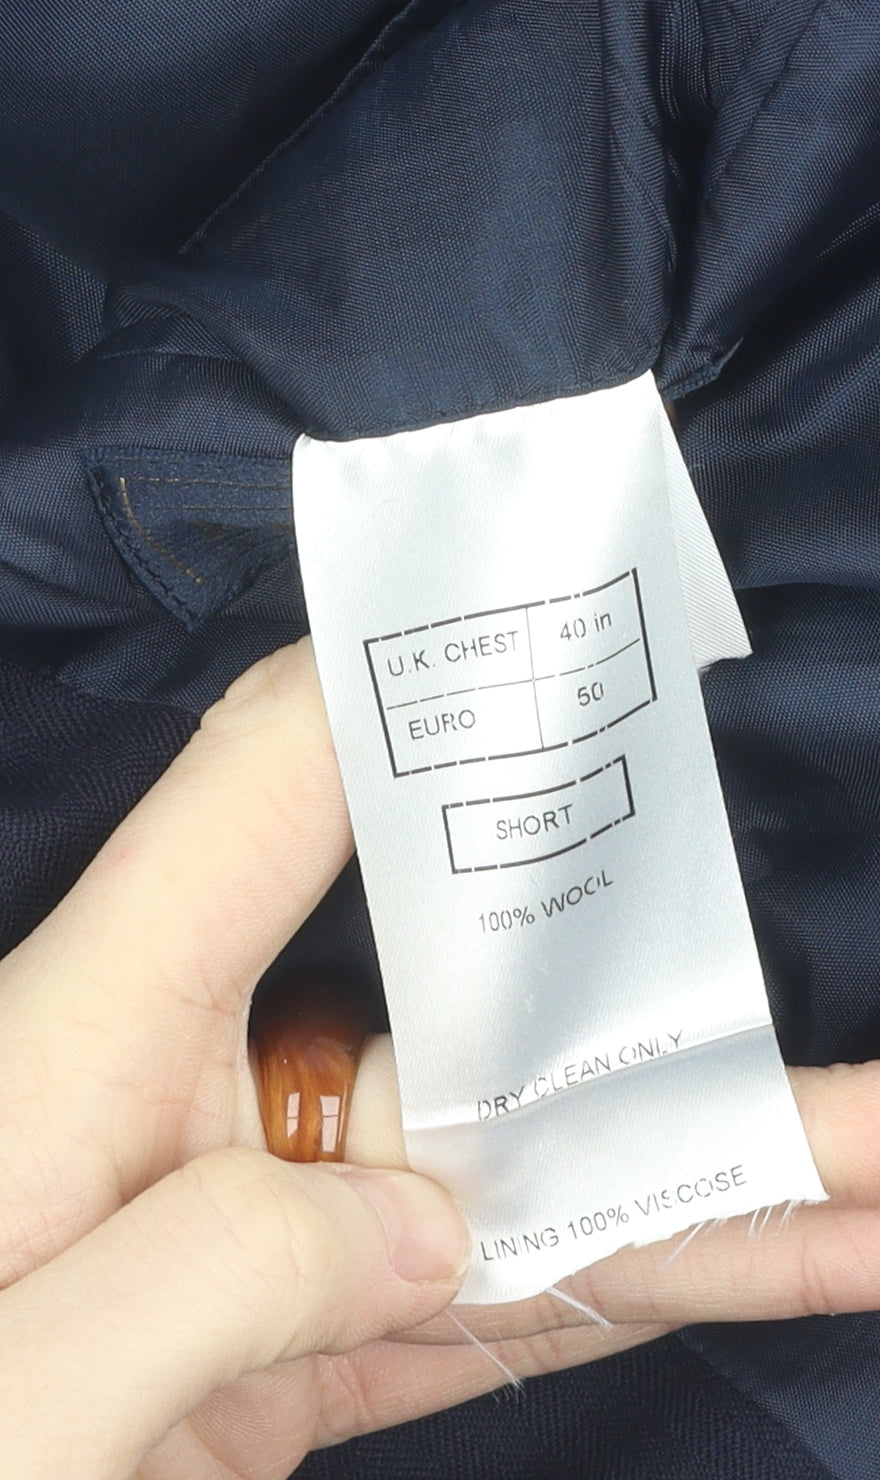 U.K. CHEST 40 in
EURO 50
SHORT
100% WOOL
DRY CLEAN ONLY
LINING 100% VISCOSE